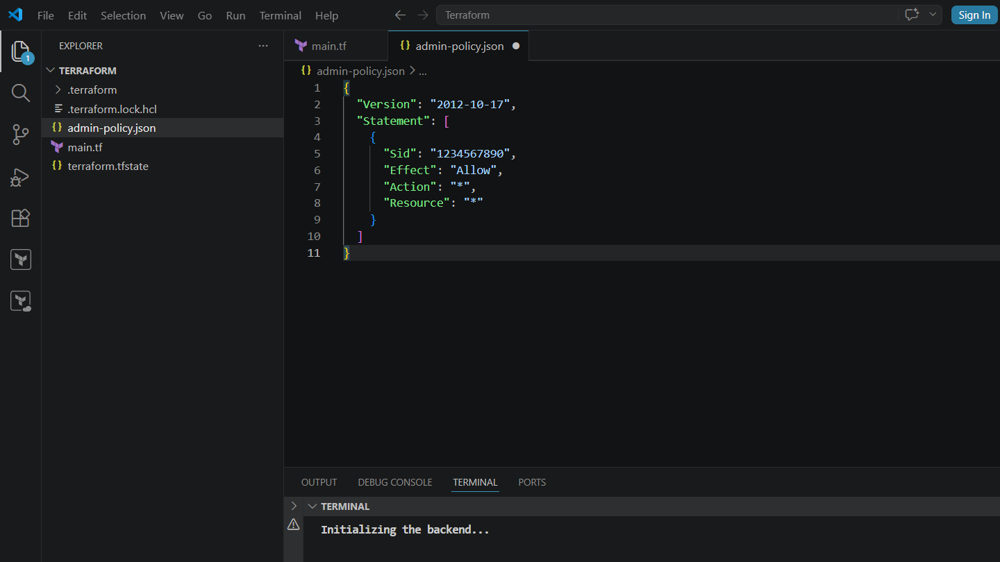 File Edit Selection View Go Run Terminal Help Terraform Sign In
1
EXPLORER ...
TERRAFORM
.terraform
.terraform.lock.hcl
admin-policy.json
main.tf
terraform.tfstate
main.tf admin-policy.json
admin-policy.json > ...
1 {
2 "Version": "2012-10-17",
3 "Statement": [
4 {
5 "Sid": "1234567890",
6 "Effect": "Allow",
7 "Action": "*",
8 "Resource": "*"
9 }
10 ]
11 }
OUTPUT DEBUG CONSOLE TERMINAL PORTS
TERMINAL
Initializing the backend...